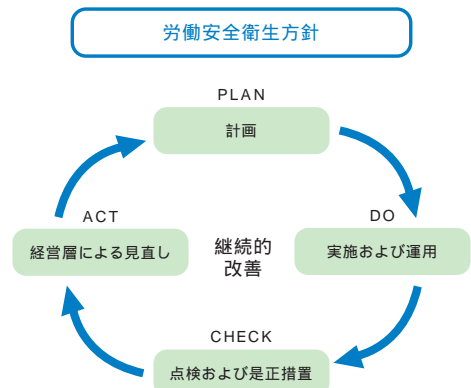 労働安全衛生方針
PLAN
計画
DO
実施および運用
ACT
経営層による見直し
継続的
改善
CHECK
点検および是正措置